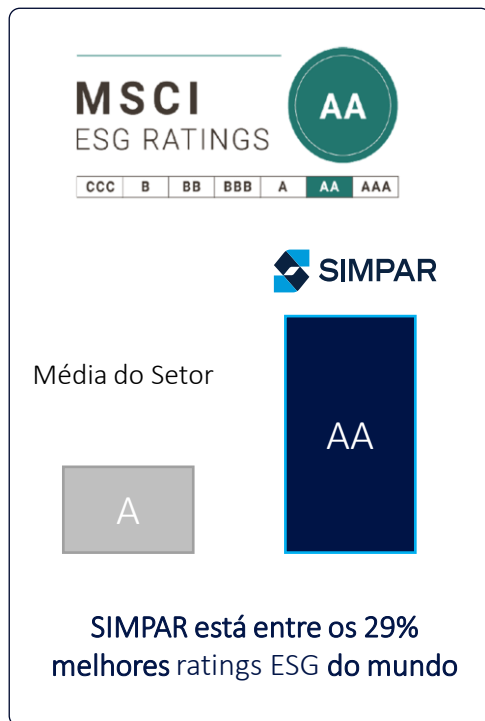 MSCI
ESG RATINGS
AA
CCC B BB BBB A AA AAA
SIMPAR
Média do Setor
AA
A
SIMPAR está entre os 29%
melhores ratings ESG do mundo